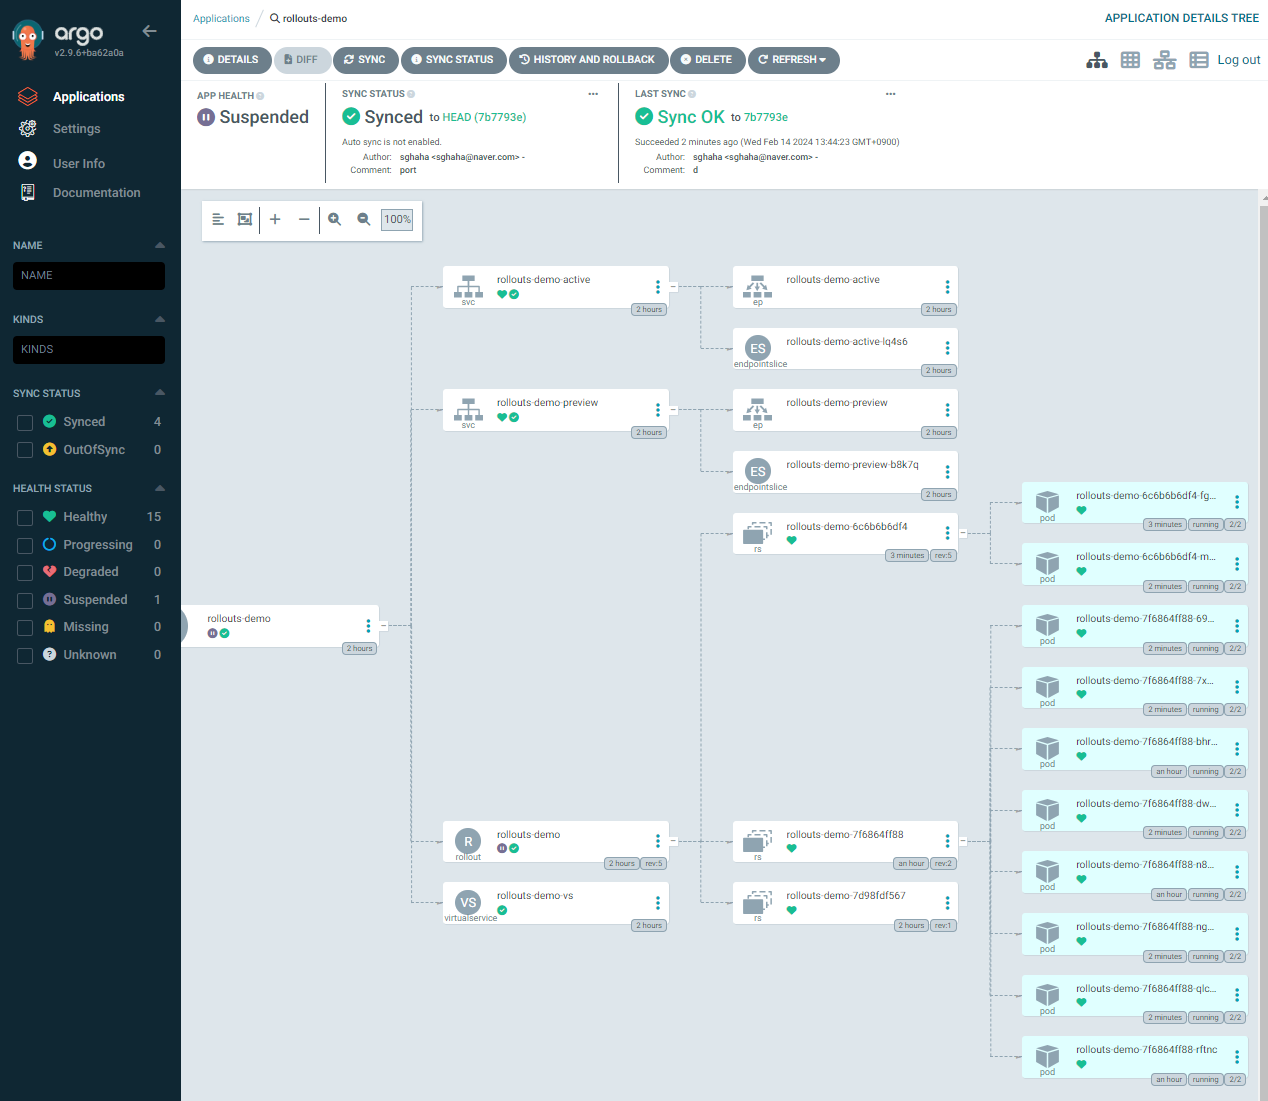 argo
v2.9.6+ba62a0a
Applications
Settings
User Info
Documentation
NAME
NAME
KINDS
KINDS
SYNC STATUS
Synced 4
OutOfSync 0
HEALTH STATUS
Healthy 15
Progressing 0
Degraded 0
Suspended 1
Missing 0
Unknown 0
Applications / rollouts-demo
APPLICATION DETAILS TREE
DETAILS DIFF SYNC SYNC STATUS HISTORY AND ROLLBACK DELETE REFRESH
Log out
APP HEALTH
Suspended
SYNC STATUS
Synced to HEAD (7b7793e)
Auto sync is not enabled.
Author: sghaha <sghaha@naver.com> -
Comment: port
LAST SYNC
Sync OK to 7b7793e
Succeeded 2 minutes ago (Wed Feb 14 2024 13:44:23 GMT+0900)
Author: sghaha <sghaha@naver.com> -
Comment: d
100%
rollouts-demo
2 hours
rollouts-demo-active
svc
2 hours
rollouts-demo-preview
svc
2 hours
R
rollouts-demo
rollout
2 hours rev:5
VS
rollouts-demo-vs
virtualservice
2 hours
rollouts-demo-active
ep
2 hours
ES
rollouts-demo-active-lq4s6
endpointslice
2 hours
rollouts-demo-preview
ep
2 hours
ES
rollouts-demo-preview-b8k7q
endpointslice
2 hours
rollouts-demo-6c6b6b6df4
rs
3 minutes rev:5
rollouts-demo-7f6864ff88
rs
an hour rev:2
rollouts-demo-7d98fdf567
rs
2 hours rev:1
rollouts-demo-6c6b6b6df4-fg...
pod
3 minutes running 2/2
rollouts-demo-6c6b6b6df4-m...
pod
2 minutes running 2/2
rollouts-demo-7f6864ff88-69...
pod
2 minutes running 2/2
rollouts-demo-7f6864ff88-7x...
pod
2 minutes running 2/2
rollouts-demo-7f6864ff88-bhr...
pod
an hour running 2/2
rollouts-demo-7f6864ff88-dw...
pod
2 minutes running 2/2
rollouts-demo-7f6864ff88-n8...
pod
an hour running 2/2
rollouts-demo-7f6864ff88-ng...
pod
2 minutes running 2/2
rollouts-demo-7f6864ff88-qlc...
pod
2 minutes running 2/2
rollouts-demo-7f6864ff88-rftnc
pod
an hour running 2/2